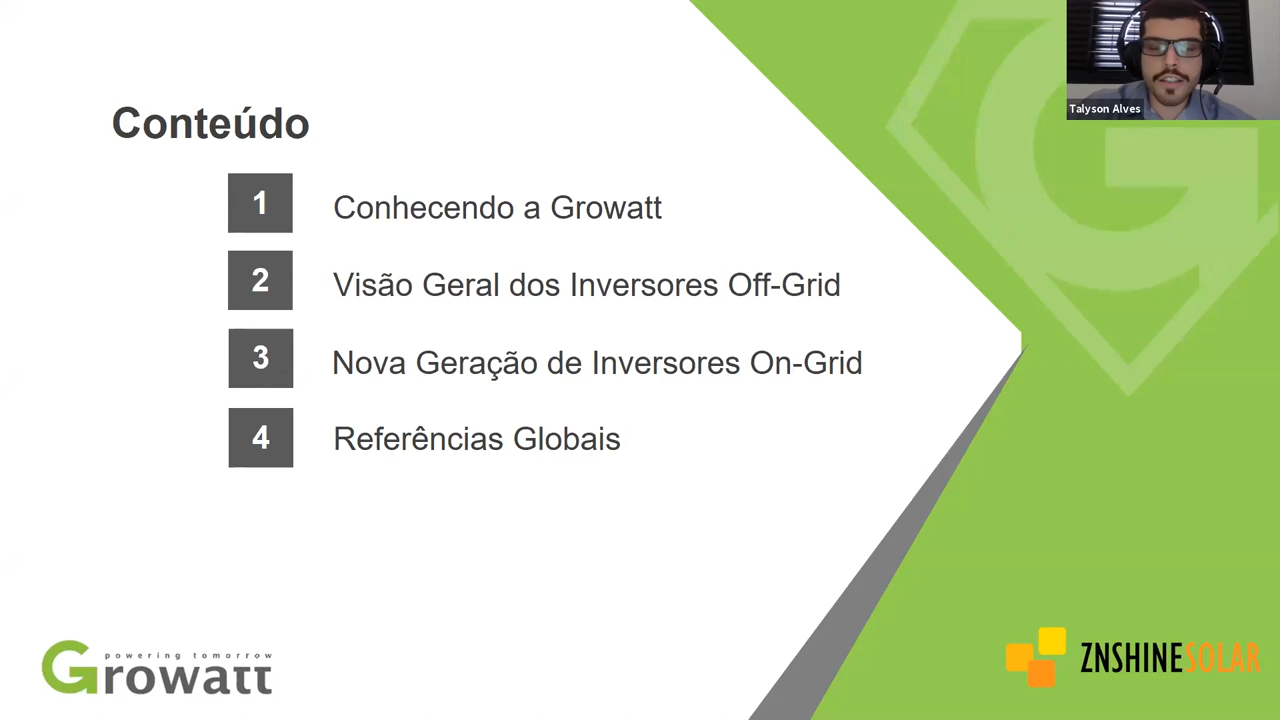 Talyson Alves
Conteúdo
1 Conhecendo a Growatt
2 Visão Geral dos Inversores Off-Grid
3 Nova Geração de Inversores On-Grid
4 Referências Globais
powering tomorrow
Growatt
ZNSHINESOLAR